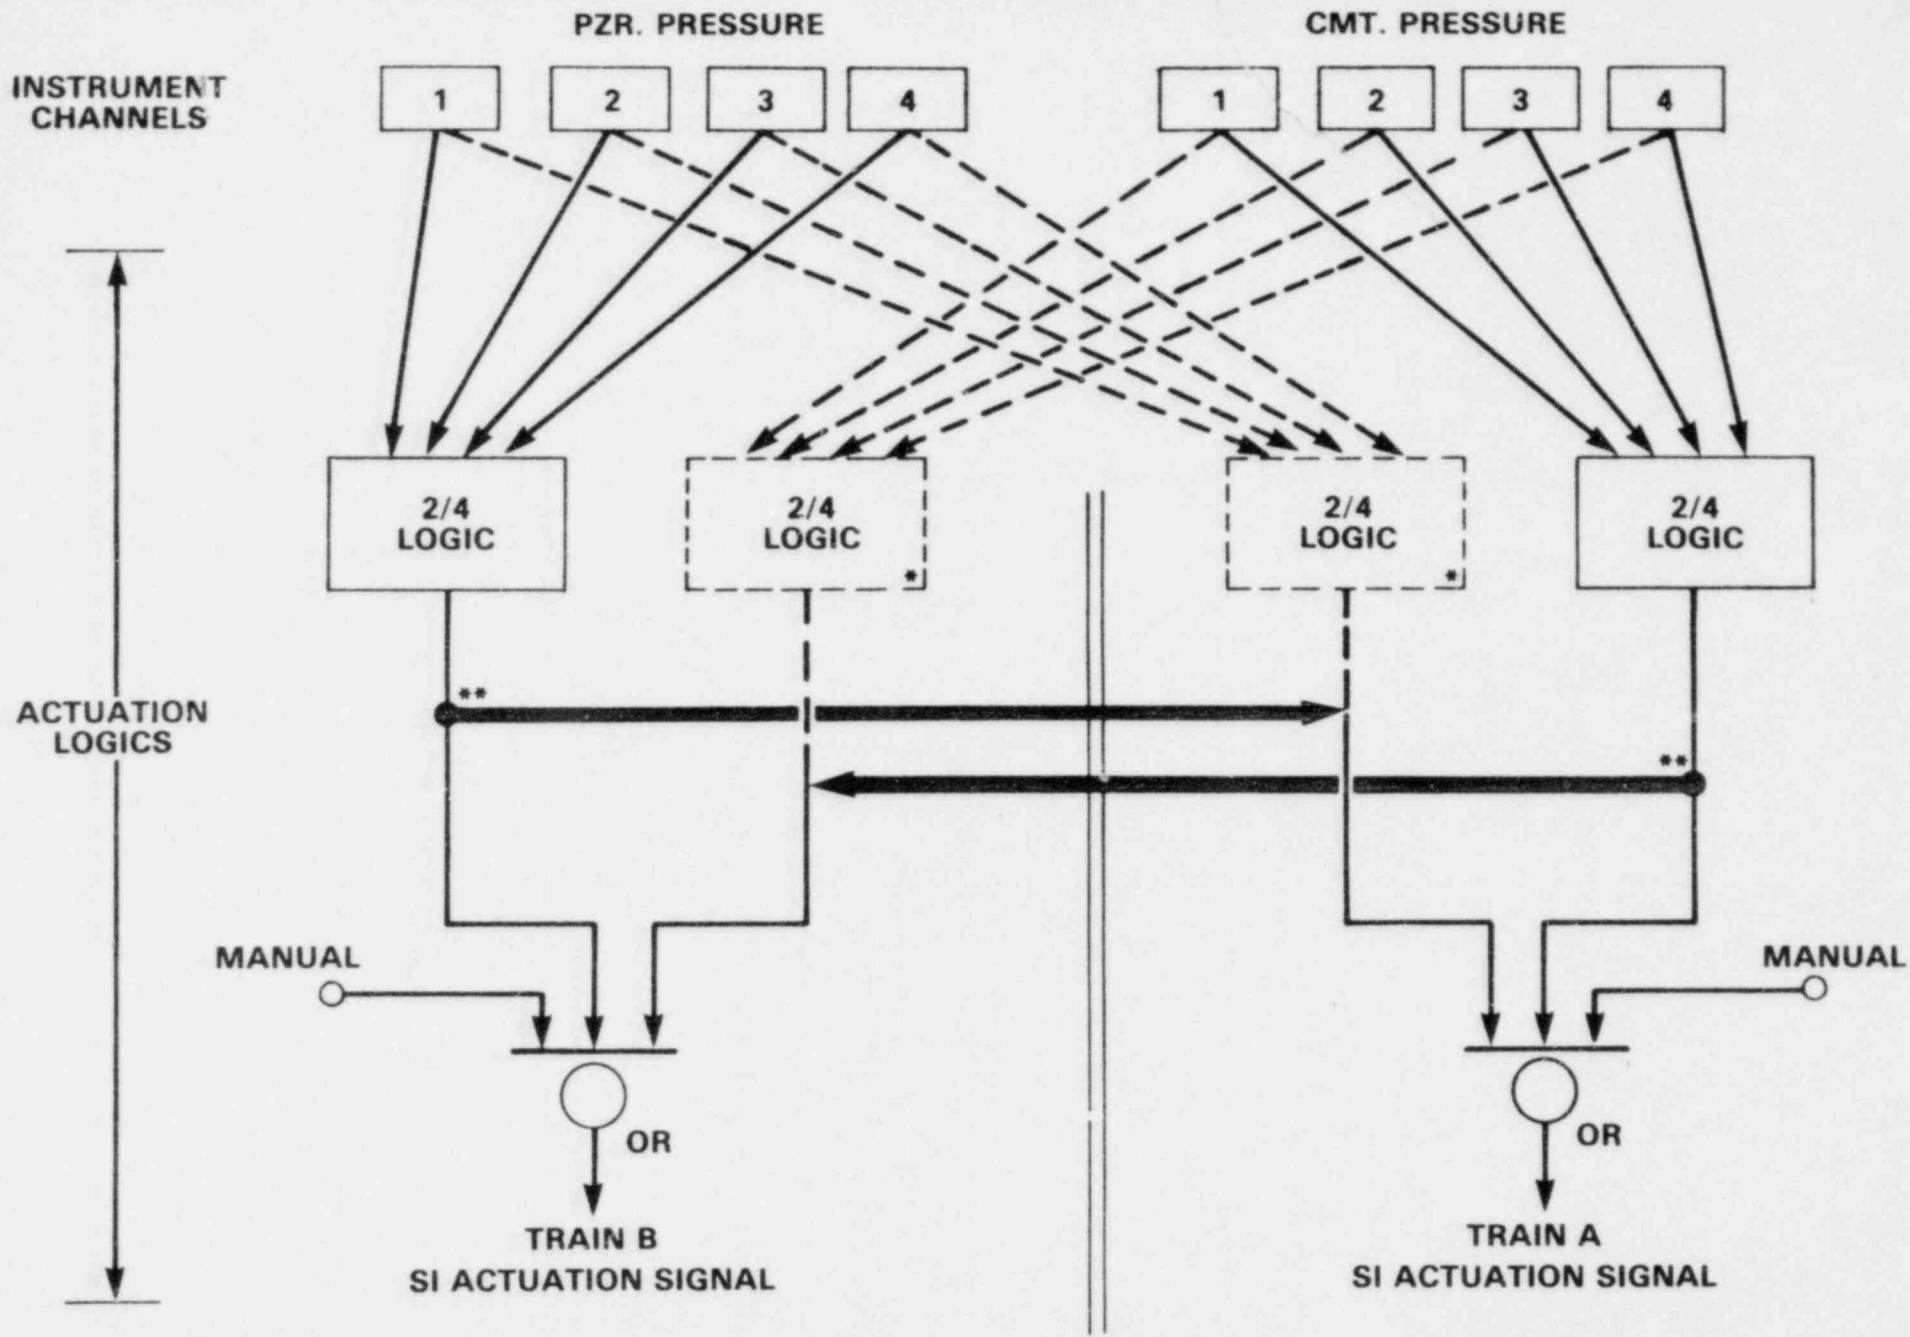 PZR. PRESSURE
CMT. PRESSURE
INSTRUMENT
CHANNELS
1
2
3
4
1
2
3
4
2/4
LOGIC
2/4
LOGIC
*
2/4
LOGIC
*
2/4
LOGIC
ACTUATION
LOGICS
**
**
MANUAL
MANUAL
OR
OR
TRAIN B
SI ACTUATION SIGNAL
TRAIN A
SI ACTUATION SIGNAL